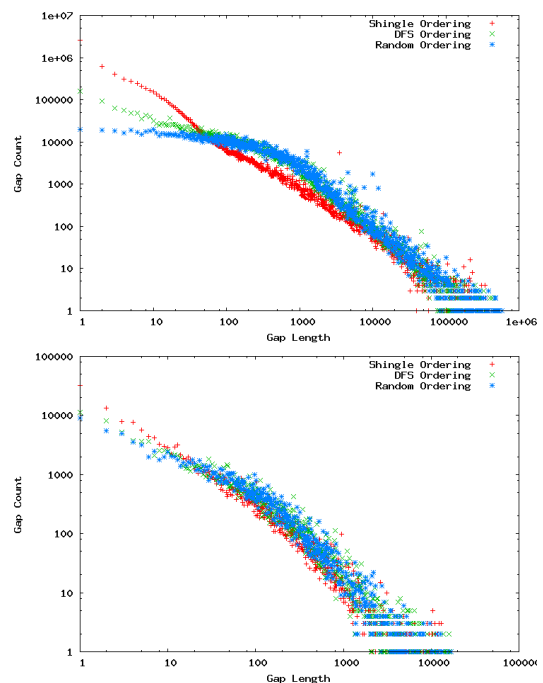 1e+07
Shingle Ordering
DFS Ordering
Random Ordering
1e+06
100000
10000
1000
100
10
1
Gap Count
1 10 100 1000 10000 100000 1e+06
Gap Length
100000
Shingle Ordering
DFS Ordering
Random Ordering
10000
1000
100
10
1
Gap Count
1 10 100 1000 10000 100000
Gap Length